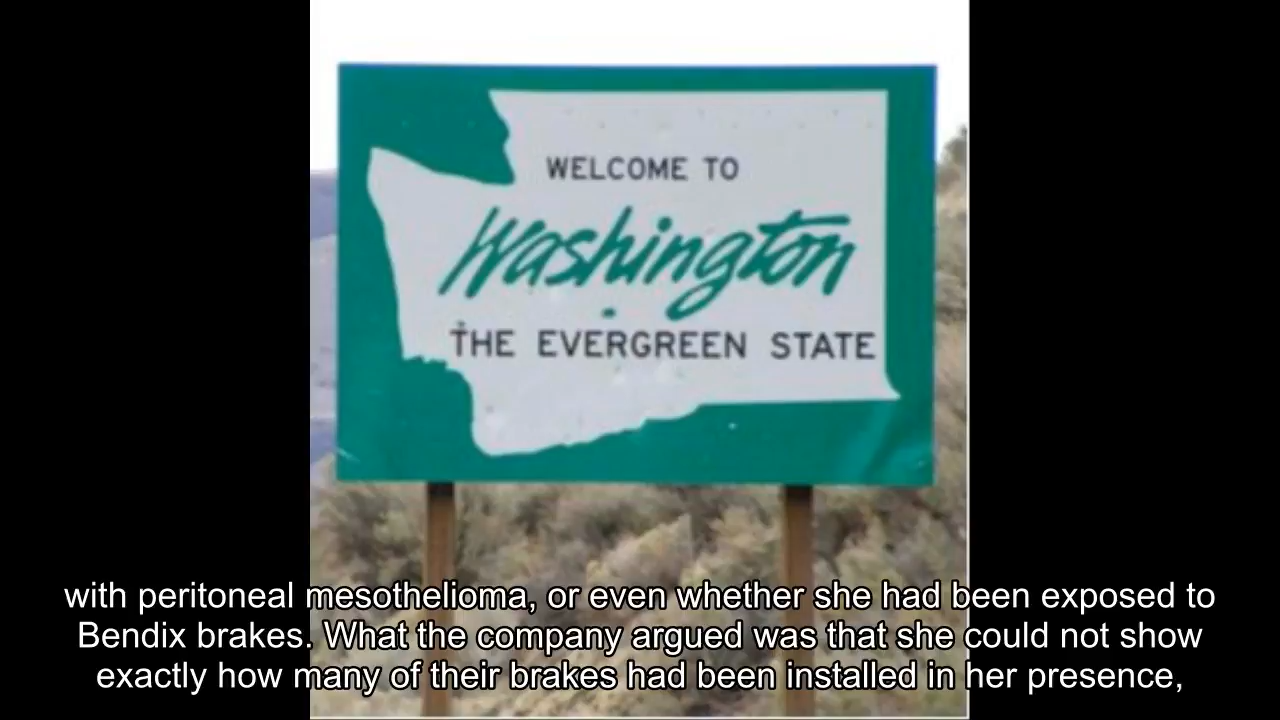 WELCOME TO
Washington
THE EVERGREEN STATE
with peritoneal mesothelioma, or even whether she had been exposed to
Bendix brakes. What the company argued was that she could not show
exactly how many of their brakes had been installed in her presence,